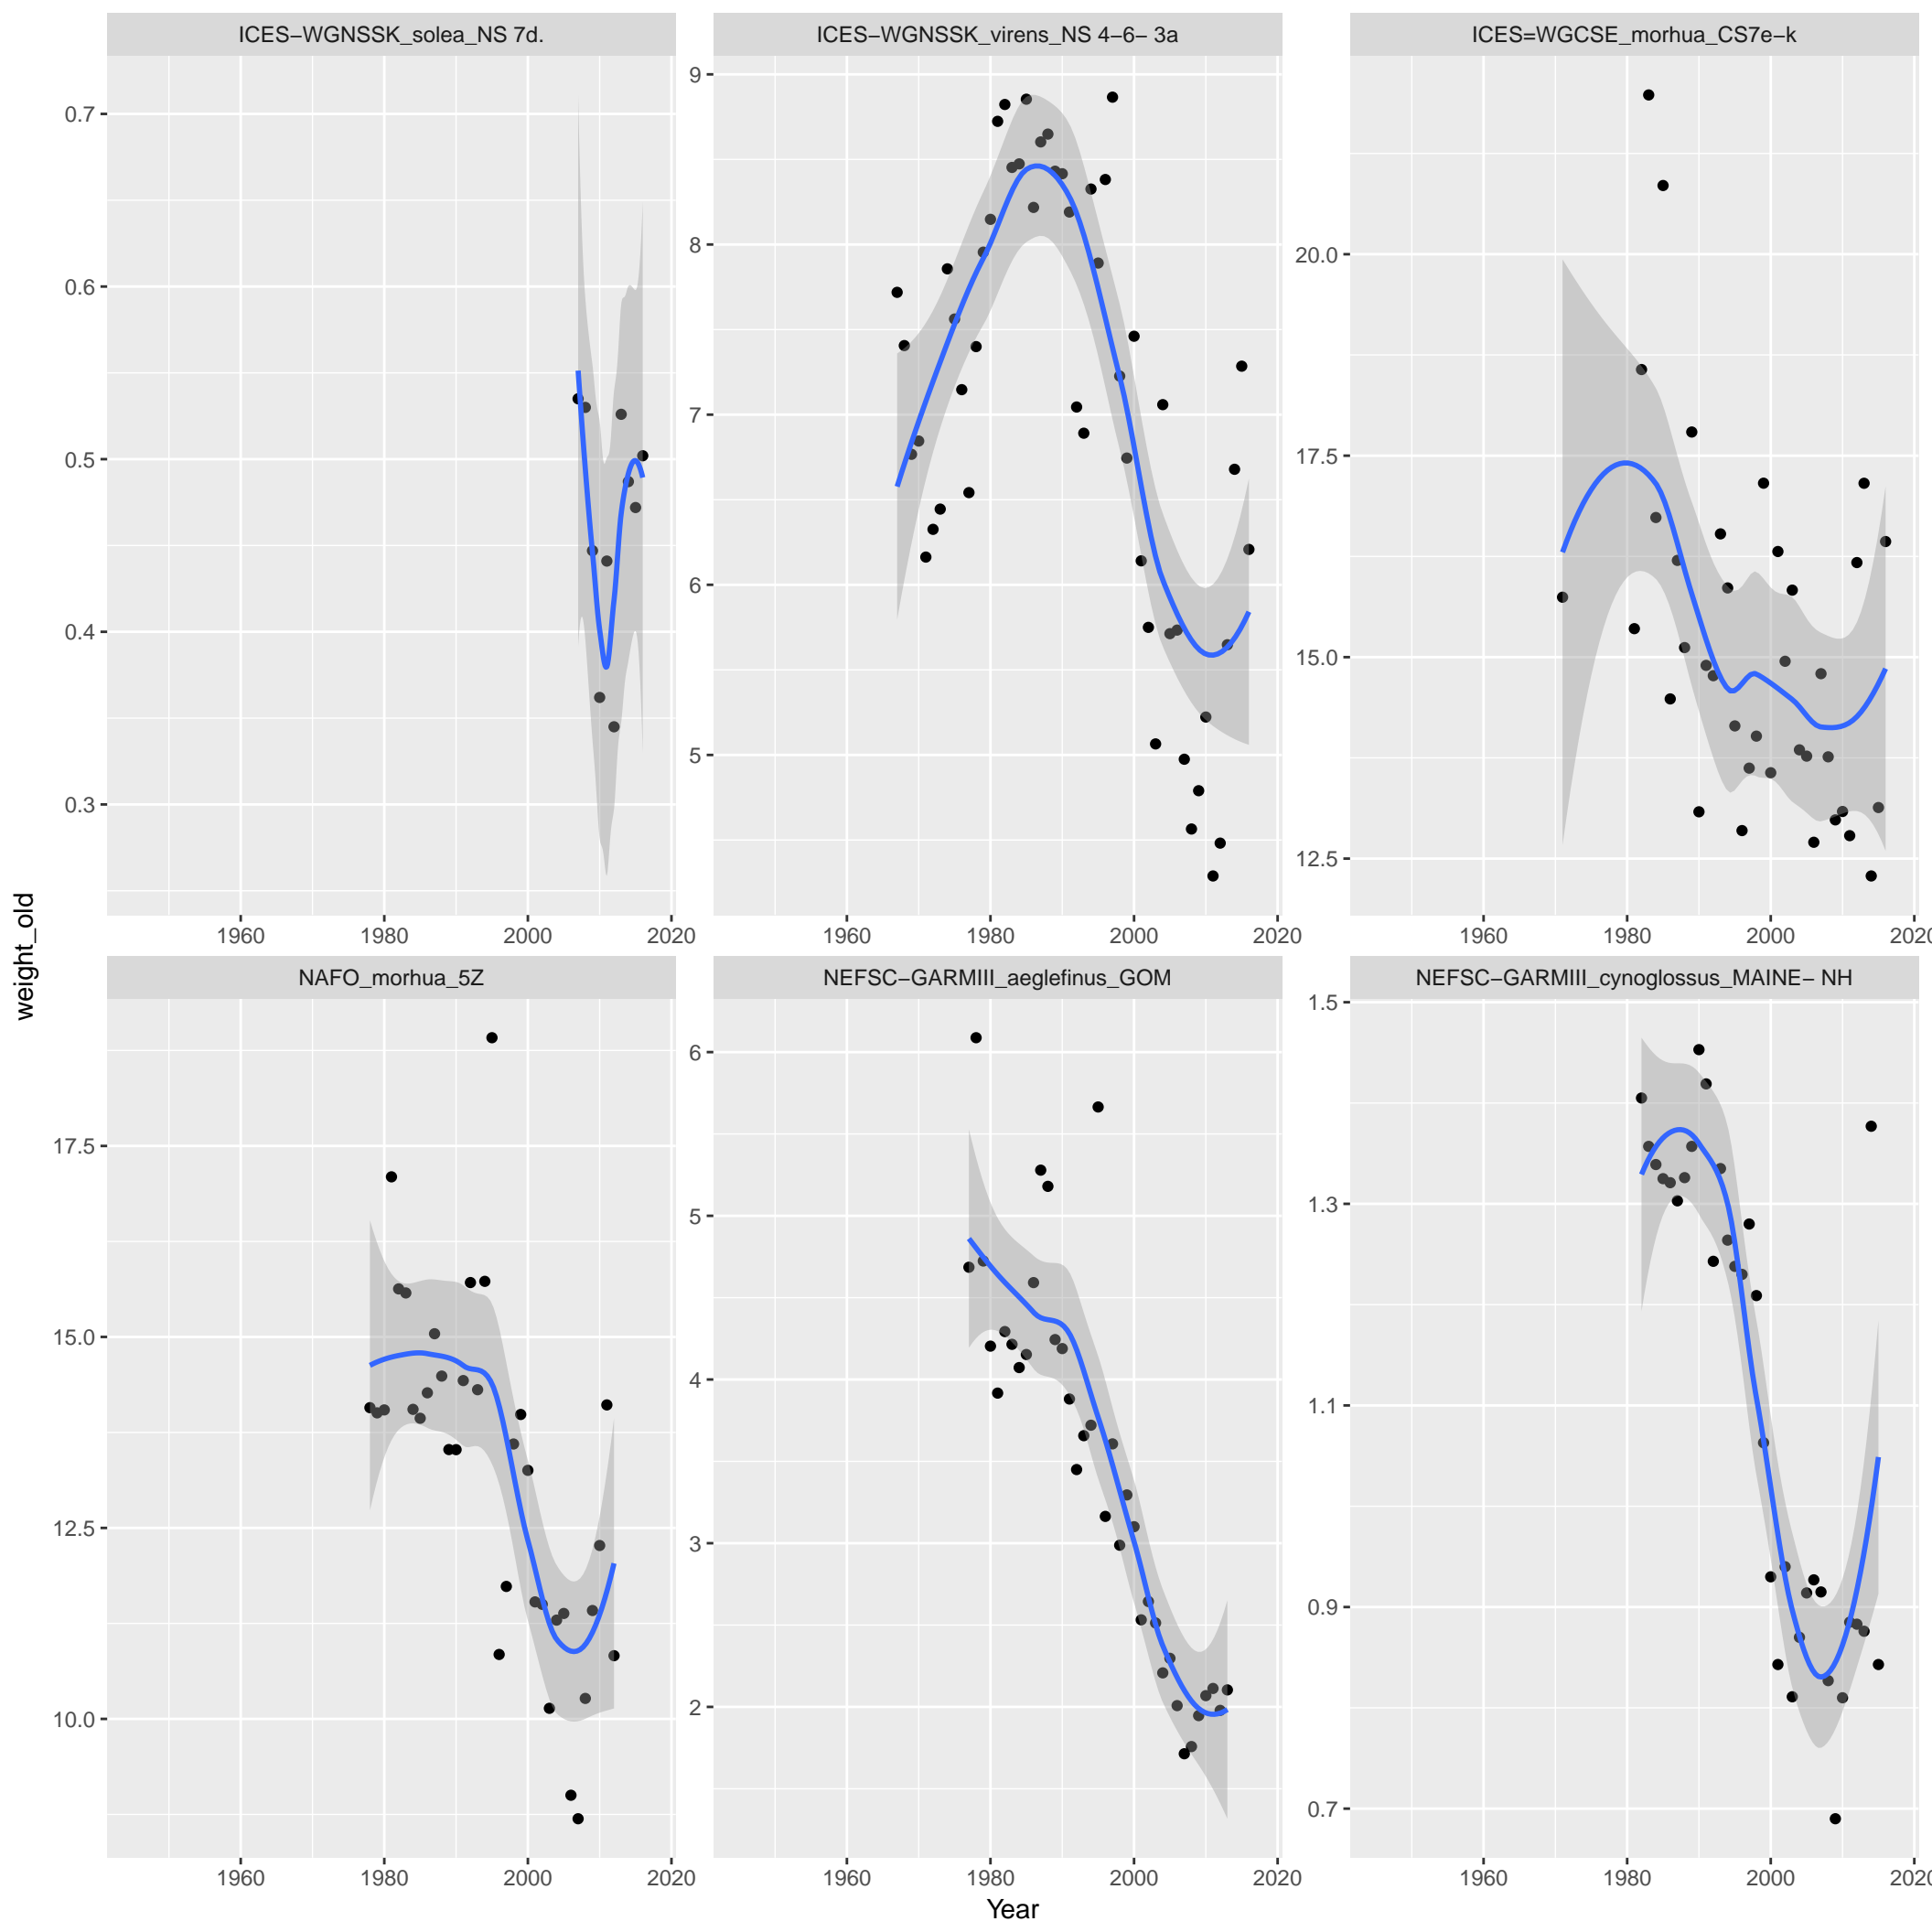 ICES−WGNSSK_solea_NS 7d.
ICES−WGNSSK_virens_NS 4−6− 3a
ICES=WGCSE_morhua_CS7e−k
0.7
0.6
0.5
0.4
0.3
9
8
7
6
5
20.0
17.5
15.0
12.5
1960 1980 2000 2020
1960 1980 2000 2020
1960 1980 2000 2020
weight_old
NAFO_morhua_5Z
NEFSC−GARMIII_aeglefinus_GOM
NEFSC−GARMIII_cynoglossus_MAINE− NH
17.5
15.0
12.5
10.0
6
5
4
3
2
1.5
1.3
1.1
0.9
0.7
1960 1980 2000 2020
1960 1980 2000 2020
1960 1980 2000 2020
Year